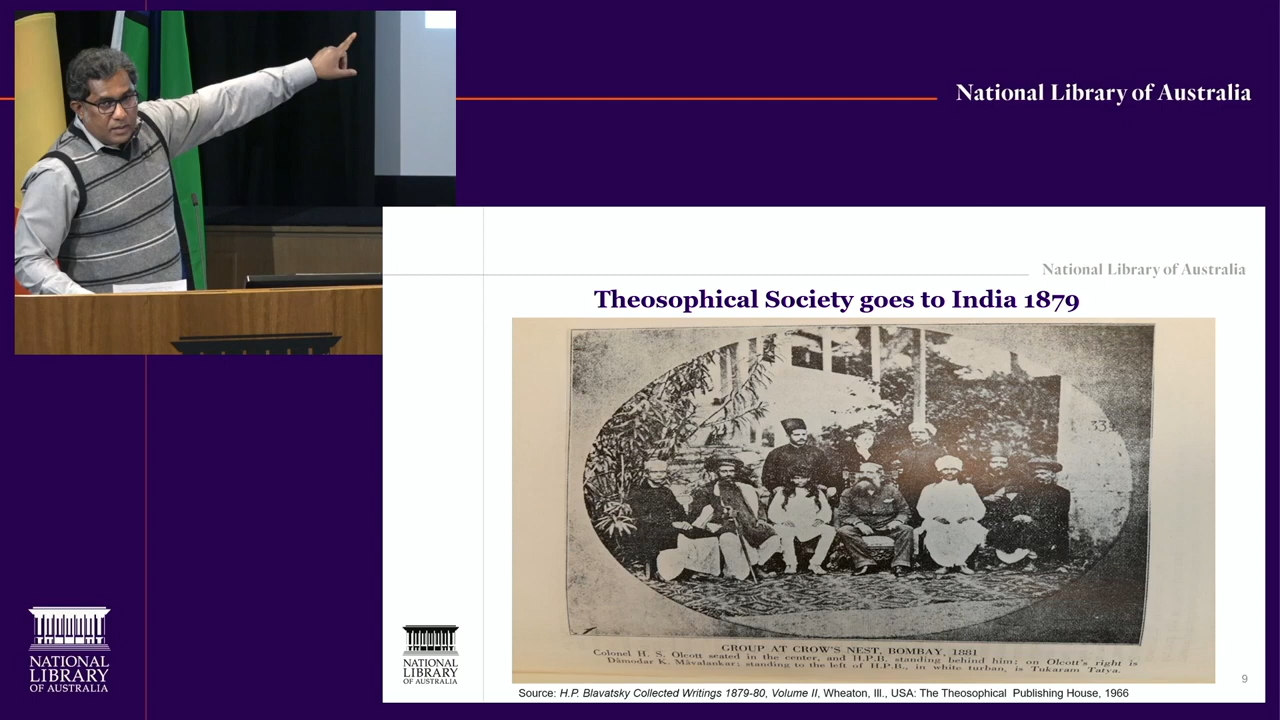 National Library of Australia
National Library of Australia
Theosophical Society goes to India 1879
33
GROUP AT CROW'S NEST, BOMBAY, 1881
Colonel H. S. Olcott seated in the center, and H.P.B. standing behind him; on Olcott's right is
Dāmodar K. Māvalankar; standing to the left of H.P.B., in white turban, is Tukaram Tatya.
Source: H.P. Blavatsky Collected Writings 1879-80, Volume II, Wheaton, Ill., USA: The Theosophical Publishing House, 1966
9
NATIONAL
LIBRARY
OF AUSTRALIA
NATIONAL
LIBRARY
OF AUSTRALIA